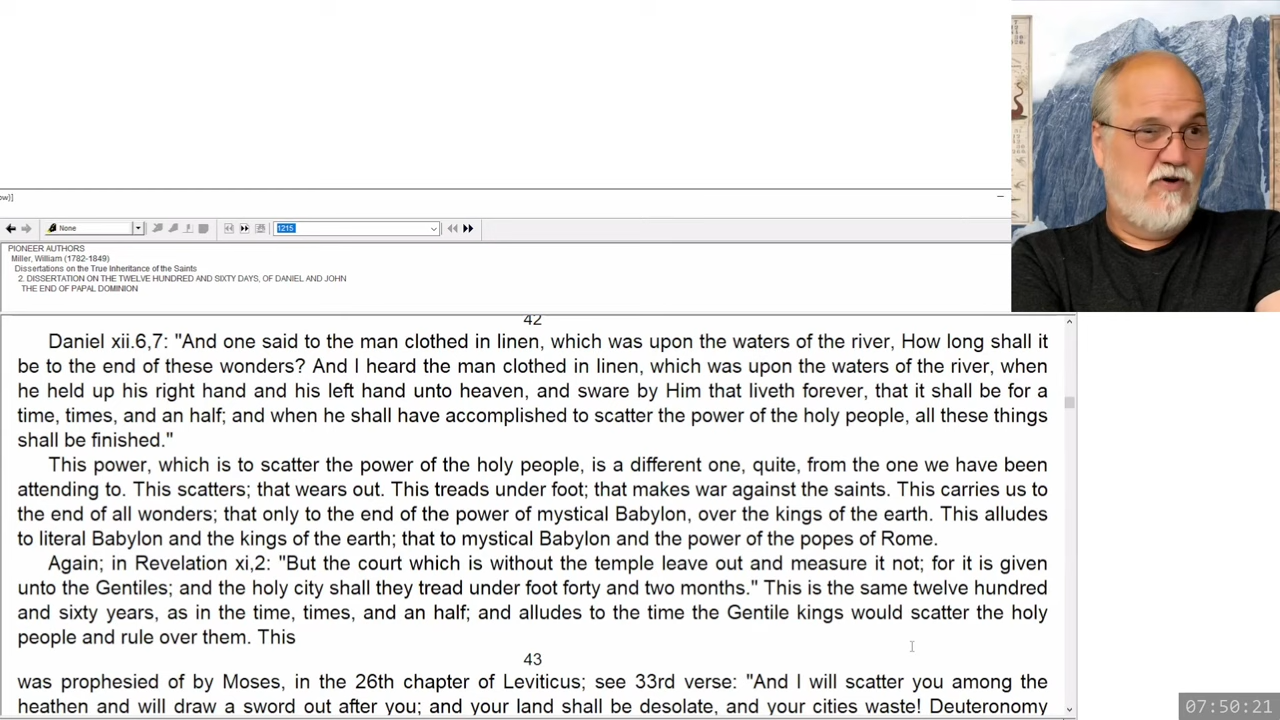 ow)]
None
1215
PIONEER AUTHORS
Miller, William (1782-1849)
Dissertations on the True Inheritance of the Saints
2. DISSERTATION ON THE TWELVE HUNDRED AND SIXTY DAYS, OF DANIEL AND JOHN
THE END OF PAPAL DOMINION
42
Daniel xii.6,7: "And one said to the man clothed in linen, which was upon the waters of the river, How long shall it
be to the end of these wonders? And I heard the man clothed in linen, which was upon the waters of the river, when
he held up his right hand and his left hand unto heaven, and sware by Him that liveth forever, that it shall be for a
time, times, and an half; and when he shall have accomplished to scatter the power of the holy people, all these things
shall be finished."
This power, which is to scatter the power of the holy people, is a different one, quite, from the one we have been
attending to. This scatters; that wears out. This treads under foot; that makes war against the saints. This carries us to
the end of all wonders; that only to the end of the power of mystical Babylon, over the kings of the earth. This alludes
to literal Babylon and the kings of the earth; that to mystical Babylon and the power of the popes of Rome.
Again; in Revelation xi,2: "But the court which is without the temple leave out and measure it not; for it is given
unto the Gentiles; and the holy city shall they tread under foot forty and two months." This is the same twelve hundred
and sixty years, as in the time, times, and an half; and alludes to the time the Gentile kings would scatter the holy
people and rule over them. This
43
was prophesied of by Moses, in the 26th chapter of Leviticus; see 33rd verse: "And I will scatter you among the
heathen and will draw a sword out after you; and your land shall be desolate, and your cities waste! Deuteronomy
07:50:21